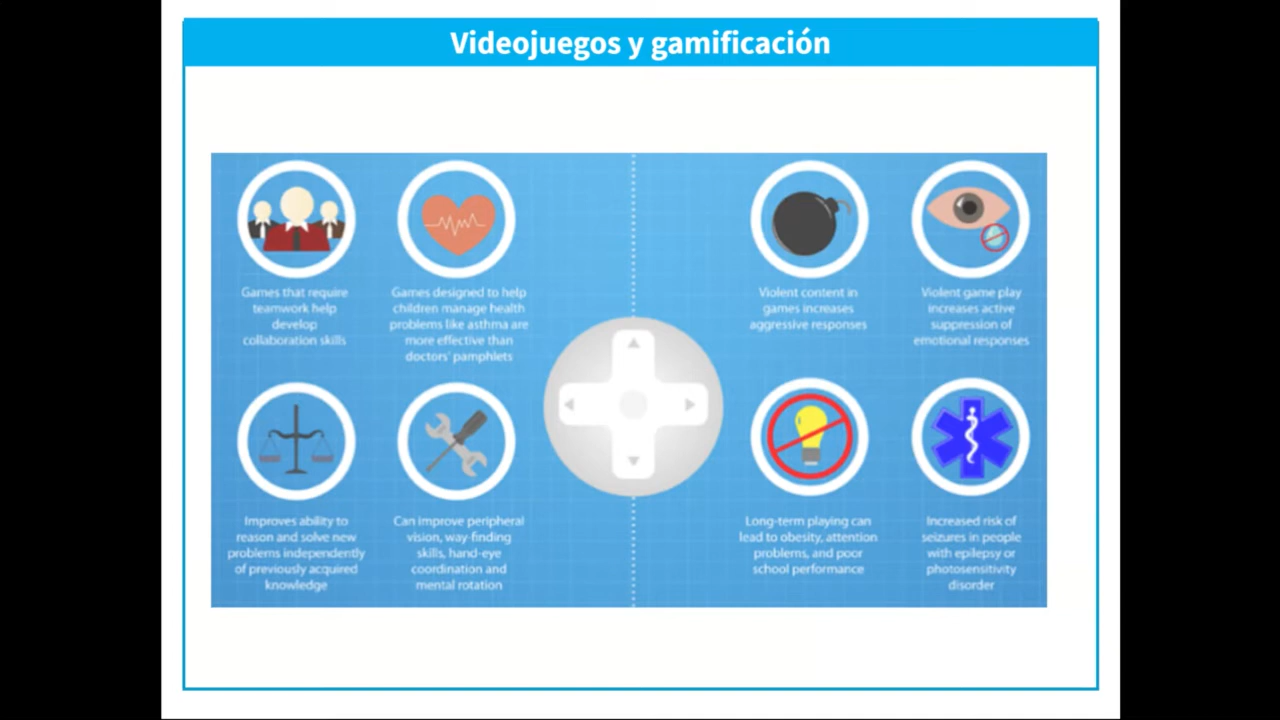 Videojuegos y gamificación
Games that require
teamwork help
develop
collaboration skills
Games designed to help
children manage health
problems like asthma are
more effective than
doctors' pamphlets
Improves ability to
reason and solve new
problems independently
of previously acquired
knowledge
Can improve peripheral
vision, way-finding
skills, hand-eye
coordination and
mental rotation
Violent content in
games increases
aggressive responses
Violent game play
increases active
suppression of
emotional responses
Long-term playing can
lead to obesity, attention
problems, and poor
school performance
Increased risk of
seizures in people
with epilepsy or
photosensitivity
disorder